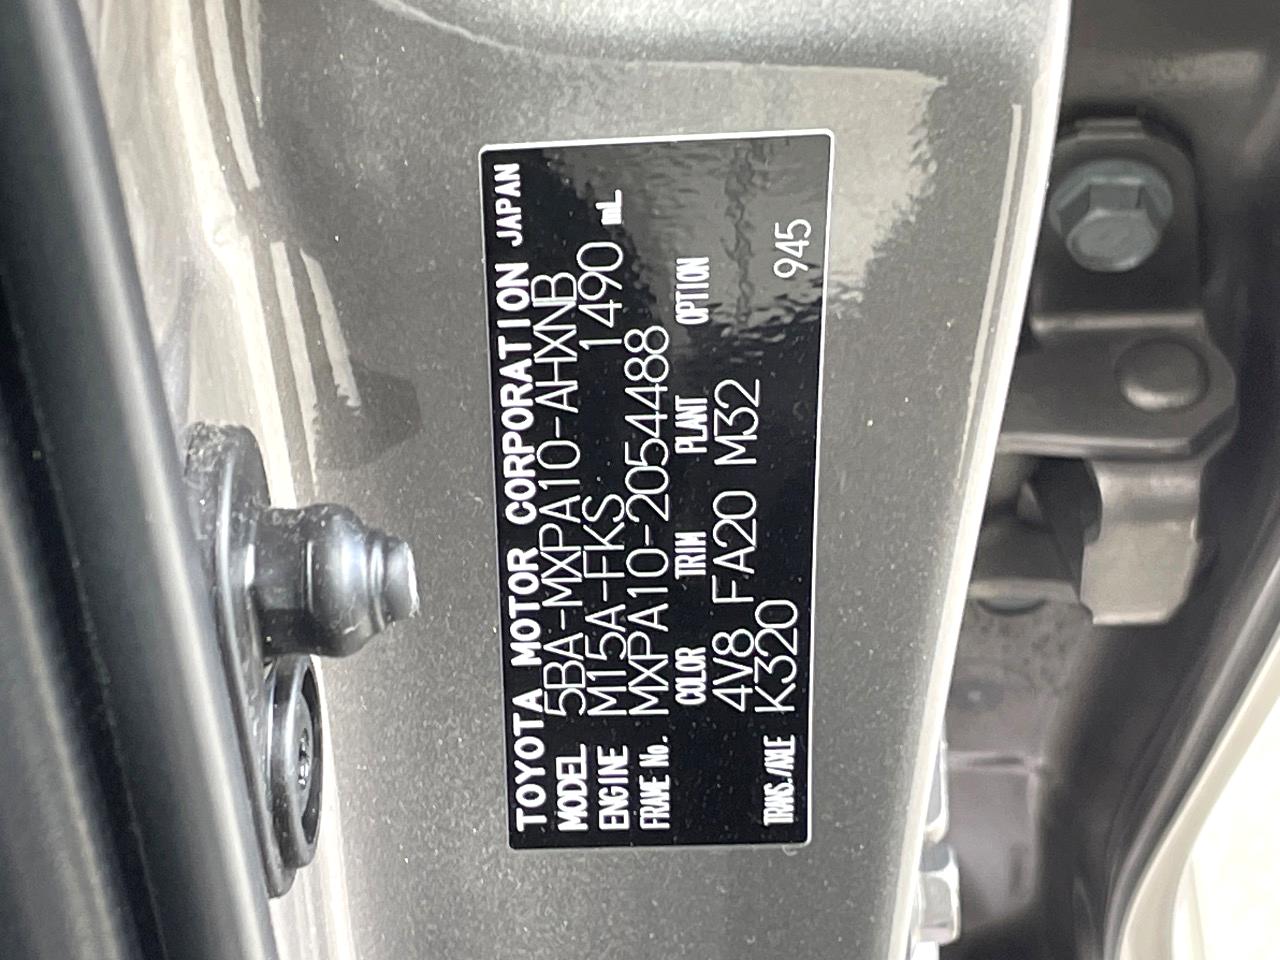 TOYOTA MOTOR CORPORATION JAPAN
MODEL 5BA-MXPA10-AHXNB
ENGINE M15A-FKS 1490 mL
FRAME No. MXPA10-2054488
COLOR TRIM PLANT OPTION
4V8 FA20 M32
TRANS./AXLE K320 945